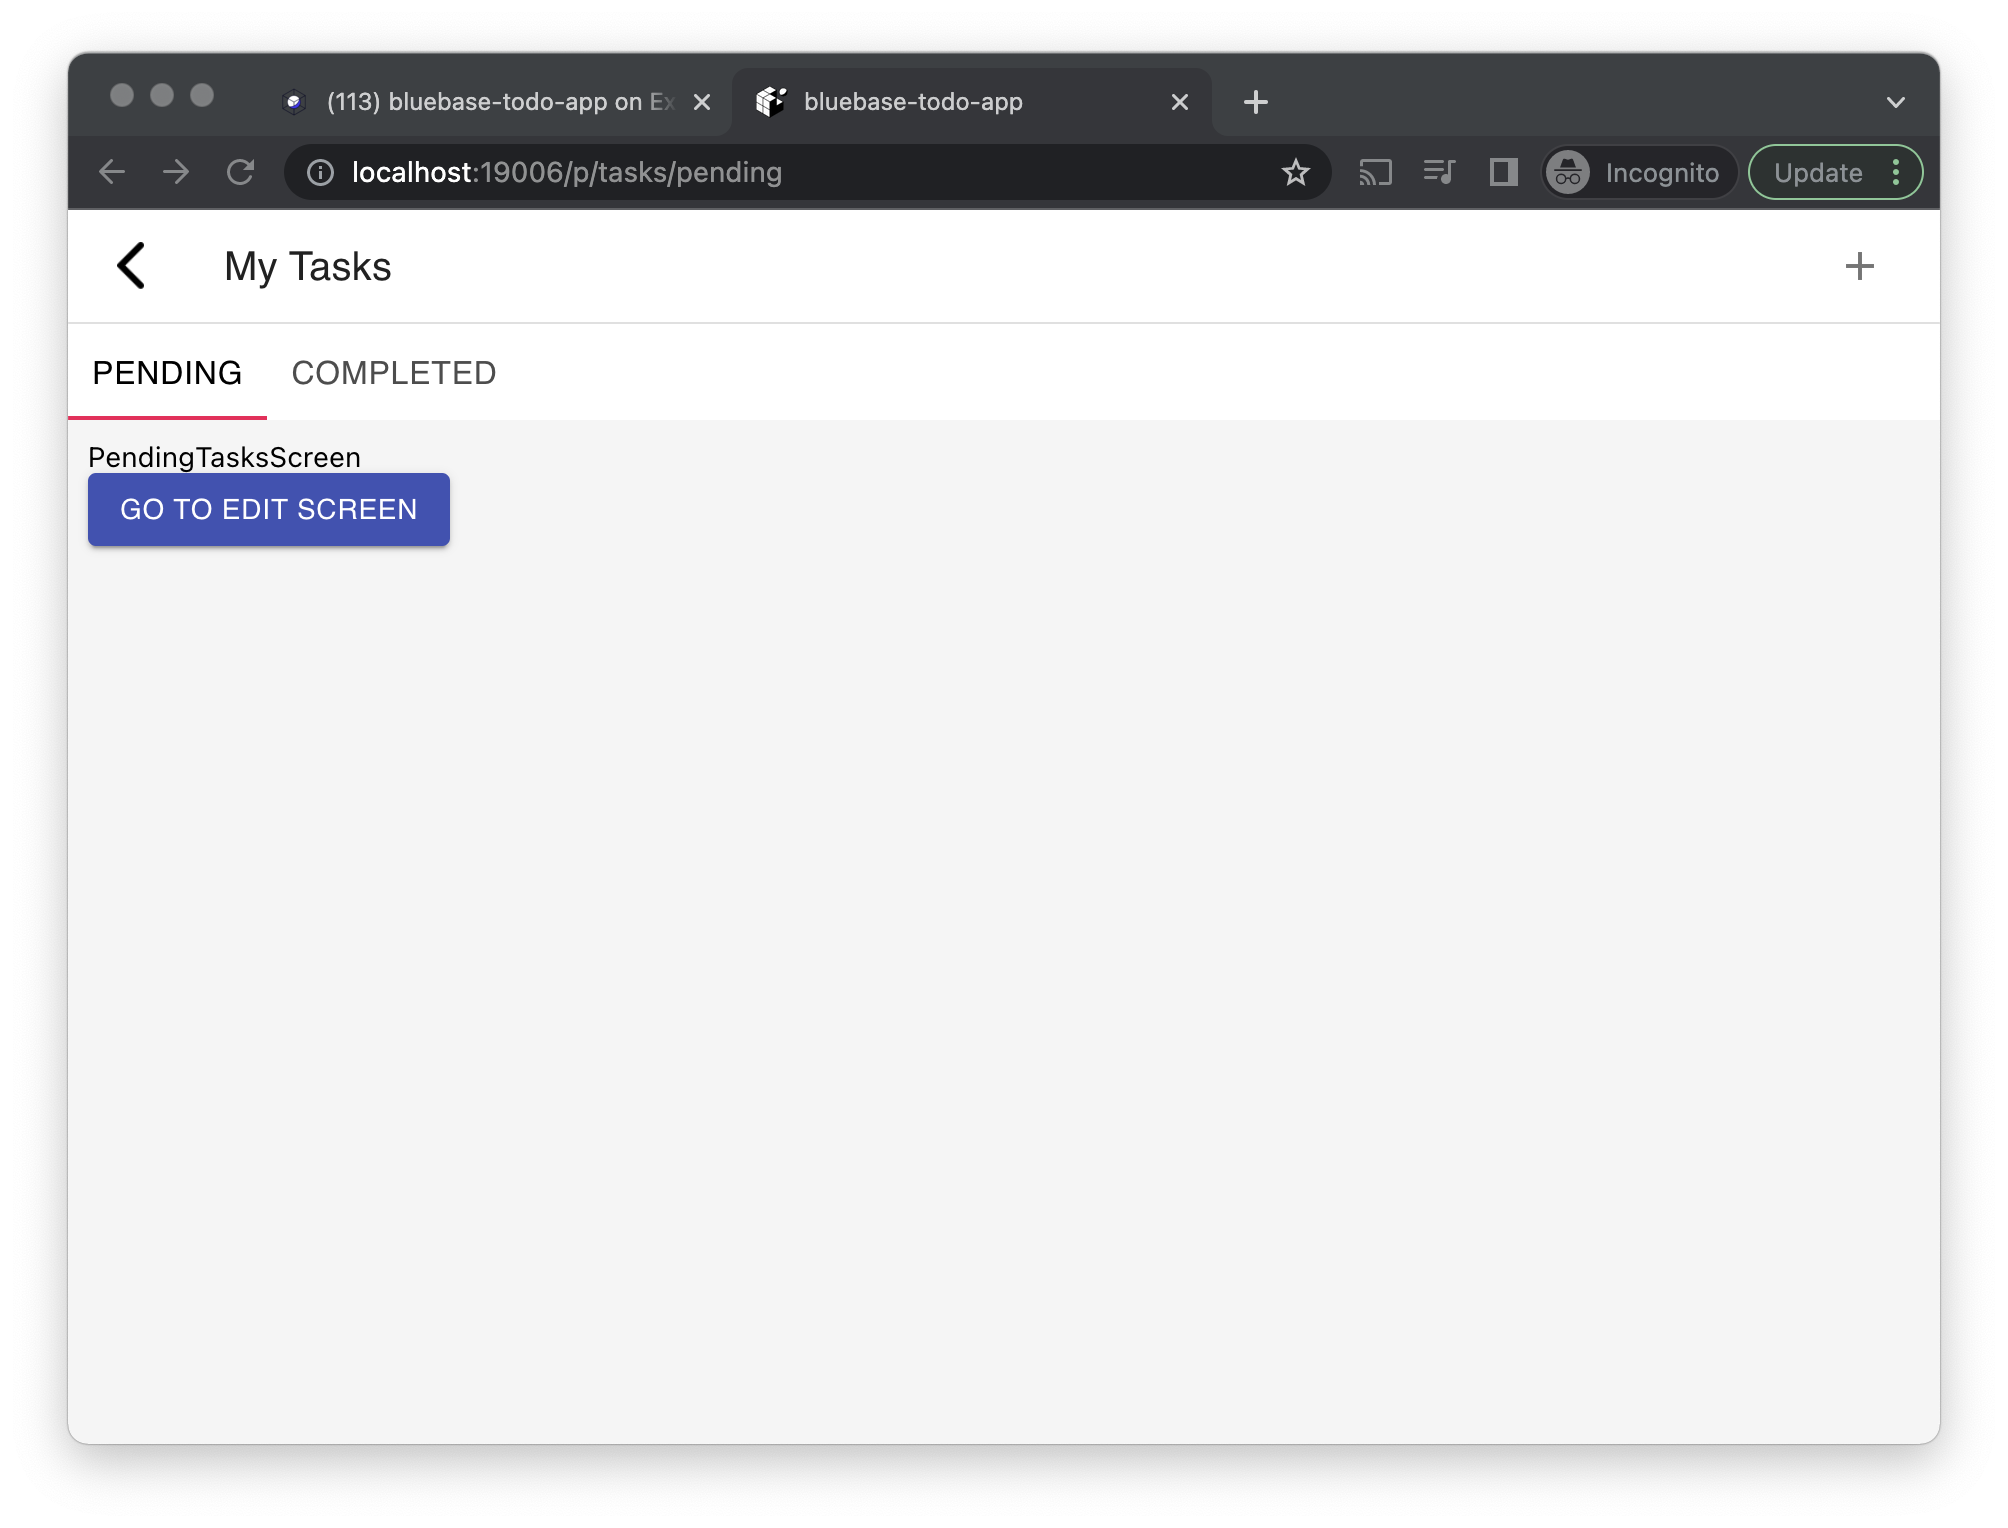 (113) bluebase-todo-app on Ex
bluebase-todo-app
localhost:19006/p/tasks/pending
Incognito
Update
My Tasks
PENDING
COMPLETED
PendingTasksScreen
GO TO EDIT SCREEN